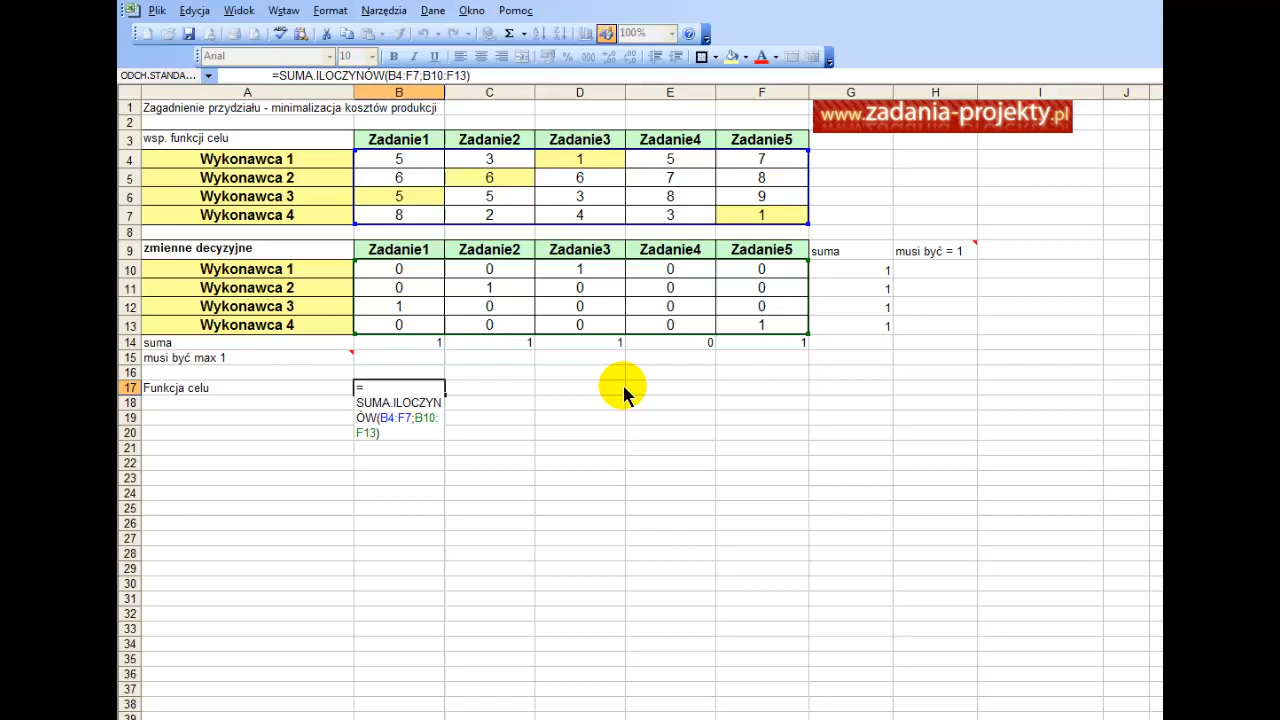 Plik Edycja Widok Wstaw Format Narzędzia Dane Okno Pomoc
100%
Arial 10 B I U
ODCH.STANDA... =SUMA.ILOCZYNÓW(B4:F7;B10:F13)
A B C D E F G H I J
1 Zagadnienie przydziału - minimalizacja kosztów produkcji
www.zadania-projekty.pl
2
3 wsp. funkcji celu Zadanie1 Zadanie2 Zadanie3 Zadanie4 Zadanie5
4 Wykonawca 1 5 3 1 5 7
5 Wykonawca 2 6 6 6 7 8
6 Wykonawca 3 5 5 3 8 9
7 Wykonawca 4 8 2 4 3 1
8
9 zmienne decyzyjne Zadanie1 Zadanie2 Zadanie3 Zadanie4 Zadanie5 suma musi być = 1
10 Wykonawca 1 0 0 1 0 0 1
11 Wykonawca 2 0 1 0 0 0 1
12 Wykonawca 3 1 0 0 0 0 1
13 Wykonawca 4 0 0 0 0 1 1
14 suma 1 1 1 0 1
15 musi być max 1
16
17 Funkcja celu =
18 SUMA.ILOCZYN
19 ÓW(B4:F7;B10:
20 F13)
21
22
23
24
25
26
27
28
29
30
31
32
33
34
35
36
37
38
39